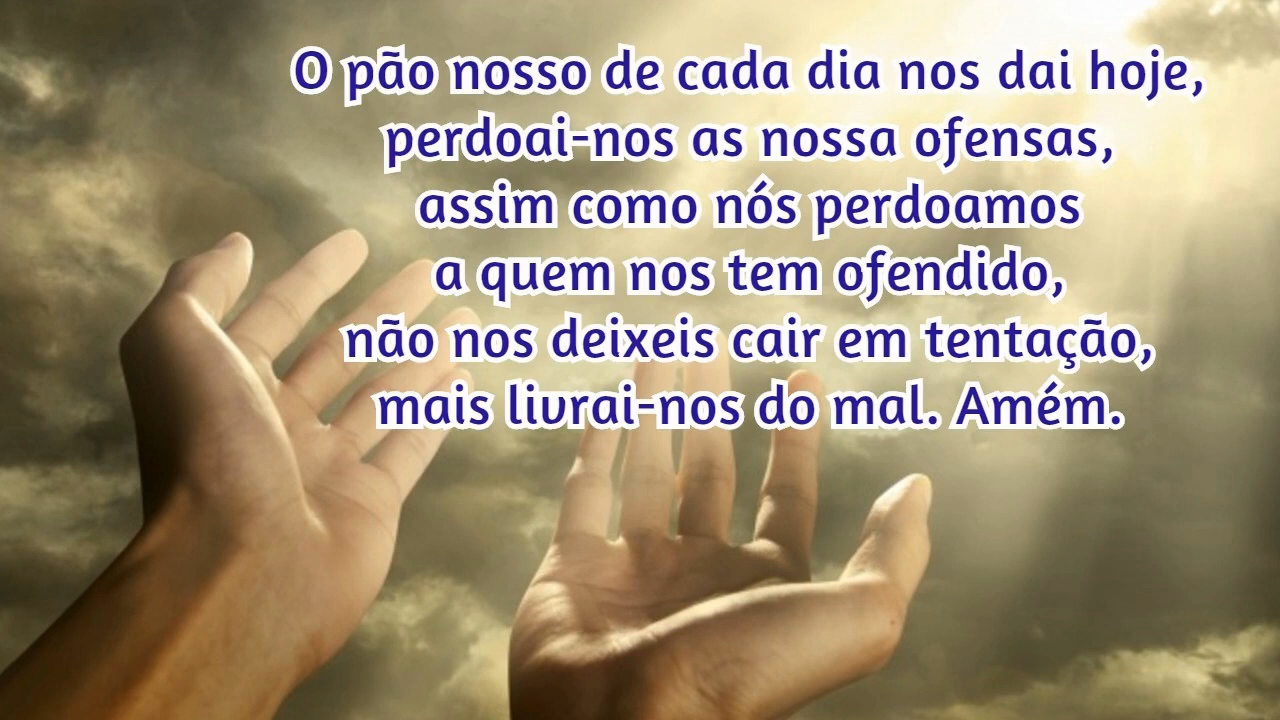 O pão nosso de cada dia nos dai hoje,
perdoai-nos as nossa ofensas,
assim como nós perdoamos
a quem nos tem ofendido,
não nos deixeis cair em tentação,
mais livrai-nos do mal. Amém.